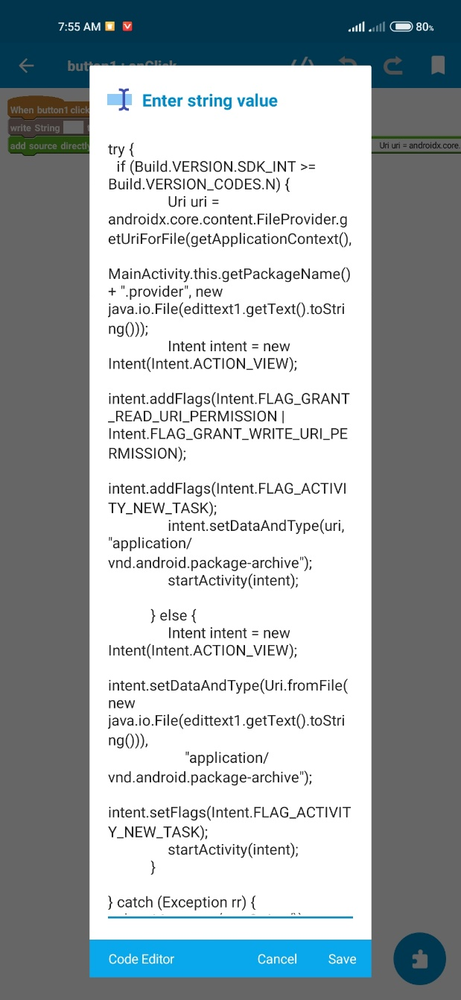 7:55 AM
80%
button1 : onClick
When button1 click
write String
add source directly
Uri uri = androidx.core.
Enter string value
try {
if (Build.VERSION.SDK_INT >=
Build.VERSION_CODES.N) {
Uri uri =
androidx.core.content.FileProvider.g
etUriForFile(getApplicationContext(),
MainActivity.this.getPackageName()
+ ".provider", new
java.io.File(edittext1.getText().toStri
ng()));
Intent intent = new
Intent(Intent.ACTION_VIEW);
intent.addFlags(Intent.FLAG_GRANT
_READ_URI_PERMISSION |
Intent.FLAG_GRANT_WRITE_URI_PE
RMISSION);
intent.addFlags(Intent.FLAG_ACTIVI
TY_NEW_TASK);
intent.setDataAndType(uri,
"application/
vnd.android.package-archive");
startActivity(intent);
} else {
Intent intent = new
Intent(Intent.ACTION_VIEW);
intent.setDataAndType(Uri.fromFile(
new
java.io.File(edittext1.getText().toStri
ng())),
"application/
vnd.android.package-archive");
intent.setFlags(Intent.FLAG_ACTIVIT
Y_NEW_TASK);
startActivity(intent);
}
} catch (Exception rr) {
Code Editor
Cancel
Save